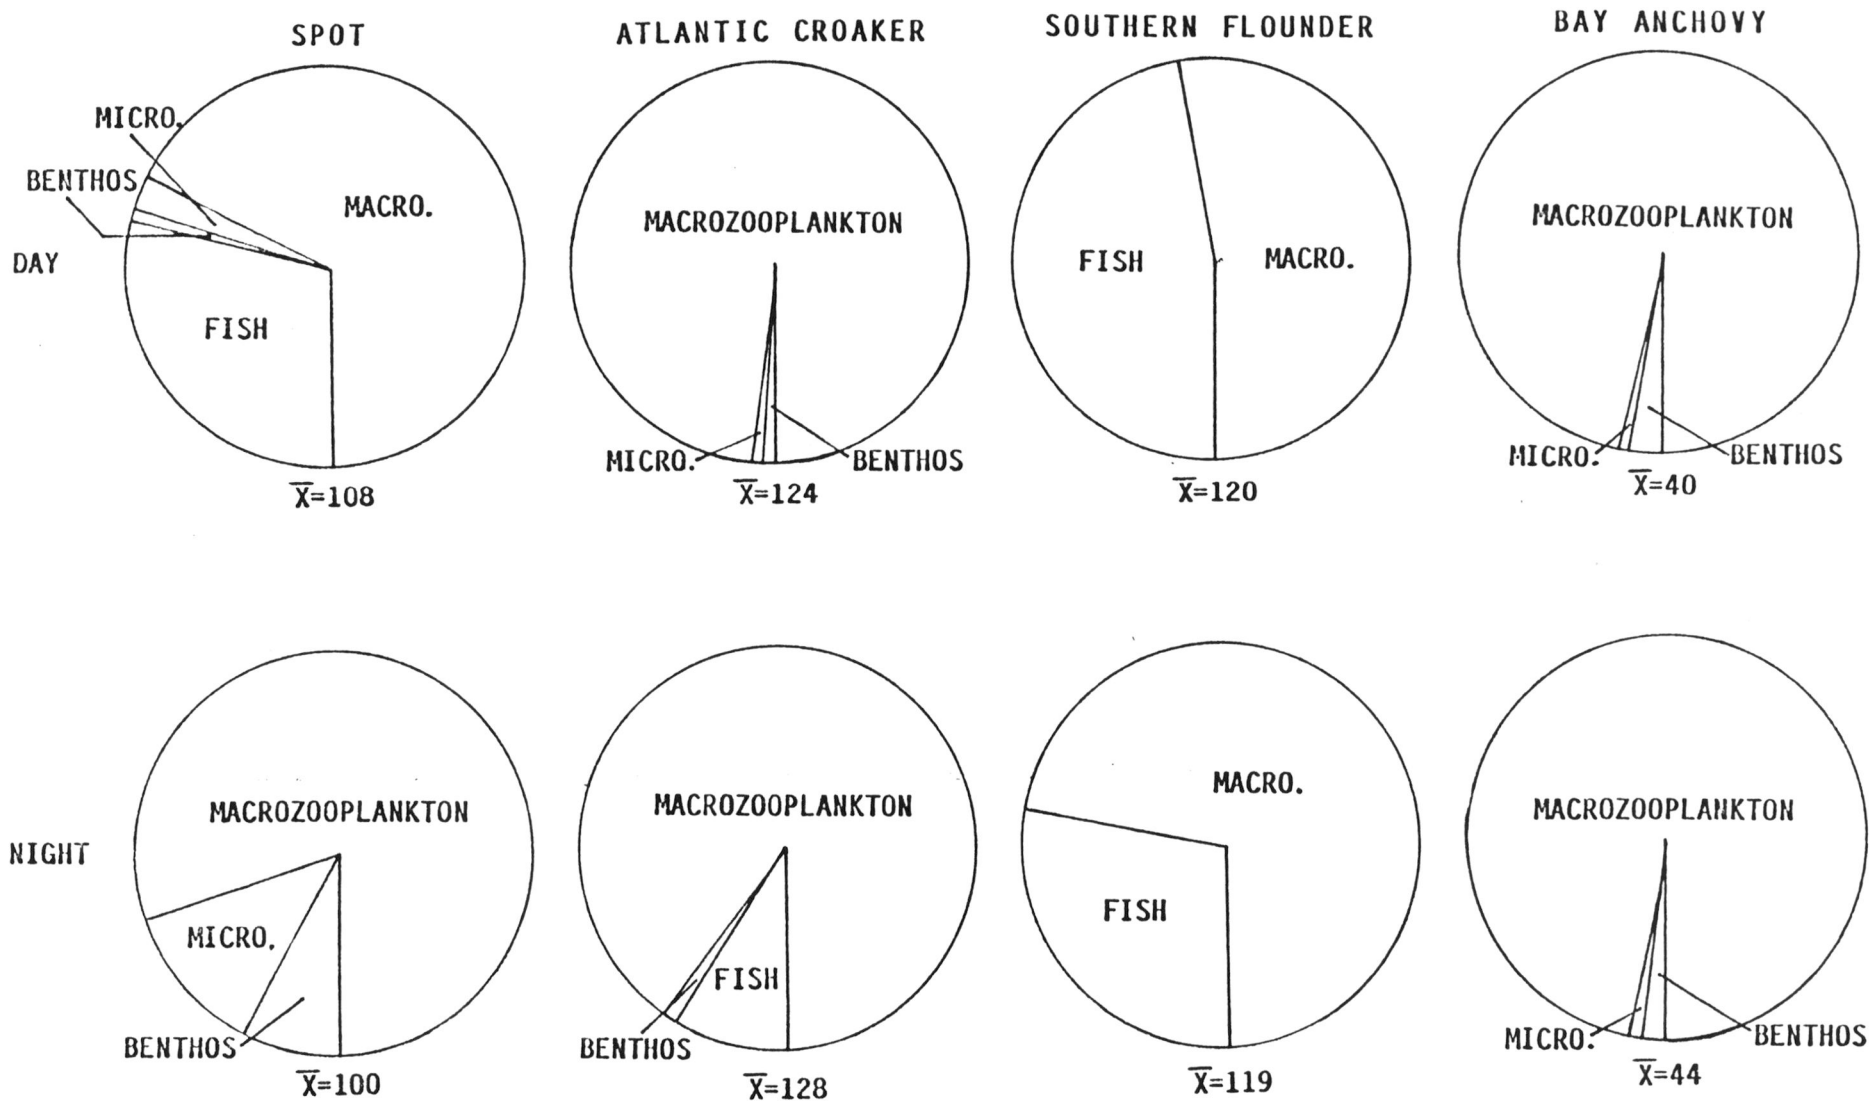 SPOT
ATLANTIC CROAKER
SOUTHERN FLOUNDER
BAY ANCHOVY
DAY
MICRO.
BENTHOS
MACRO.
FISH
X̅=108
MACROZOOPLANKTON
MICRO.
BENTHOS
X̅=124
FISH
MACRO.
X̅=120
MACROZOOPLANKTON
MICRO.
BENTHOS
X̅=40
NIGHT
MACROZOOPLANKTON
MICRO.
BENTHOS
X̅=100
MACROZOOPLANKTON
FISH
BENTHOS
X̅=128
MACRO.
FISH
X̅=119
MACROZOOPLANKTON
MICRO.
BENTHOS
X̅=44